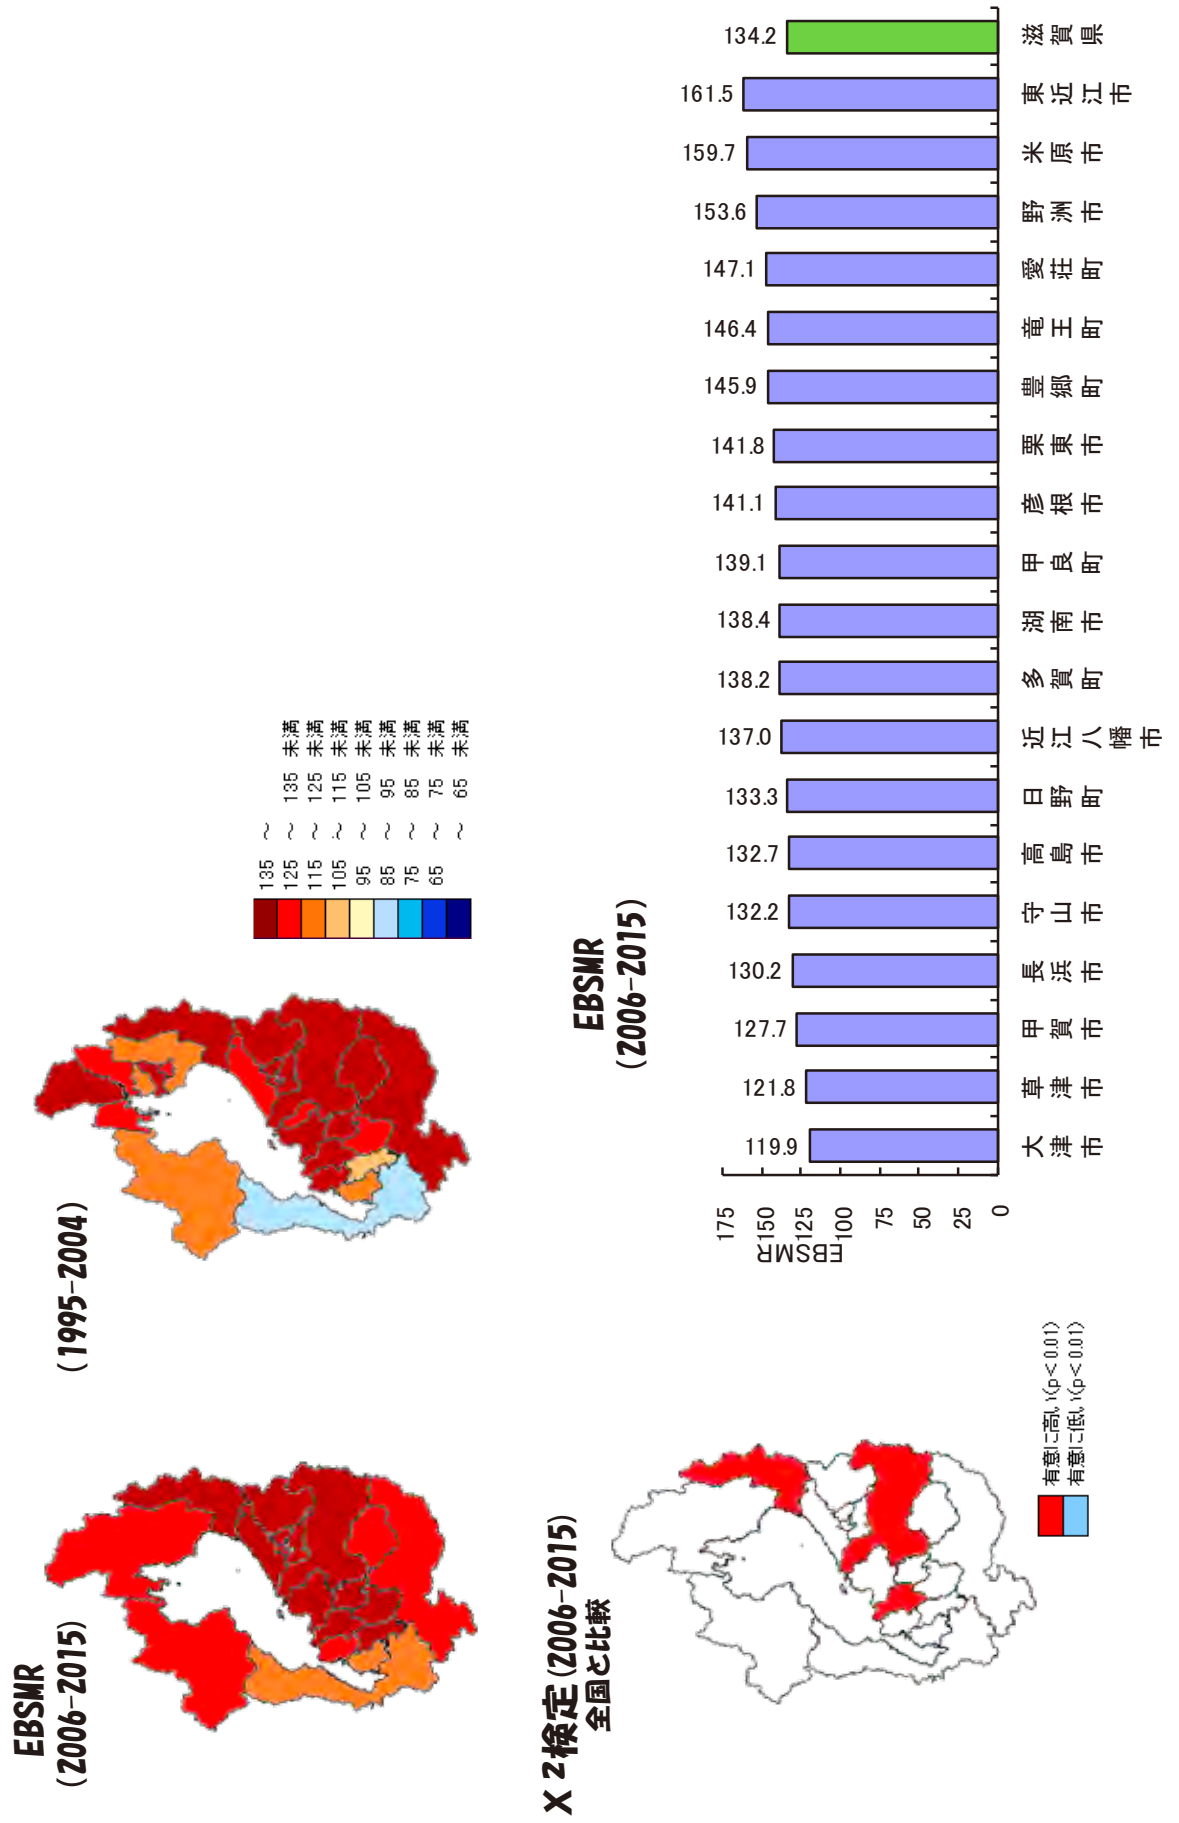 EBSMR
(2006-2015)
(1995-2004)
135 ～
125 ～ 135 未満
115 ～ 125 未満
105 ～ 115 未満
95 ～ 105 未満
85 ～ 95 未満
75 ～ 85 未満
65 ～ 75 未満
～ 65 未満
X2検定(2006-2015)
全国と比較
有意に高い(p<0.01)
有意に低い(p<0.01)
EBSMR
(2006-2015)
EBSMR
175
150
125
100
75
50
25
0
119.9
121.8
127.7
130.2
132.2
132.7
133.3
137.0
138.2
138.4
139.1
141.1
141.8
145.9
146.4
147.1
153.6
159.7
161.5
134.2
大津市
草津市
甲賀市
長浜市
守山市
高島市
日野町
近江八幡市
多賀町
湖南市
甲良町
彦根市
栗東市
豊郷町
竜王町
愛荘町
野洲市
米原市
東近江市
滋賀県